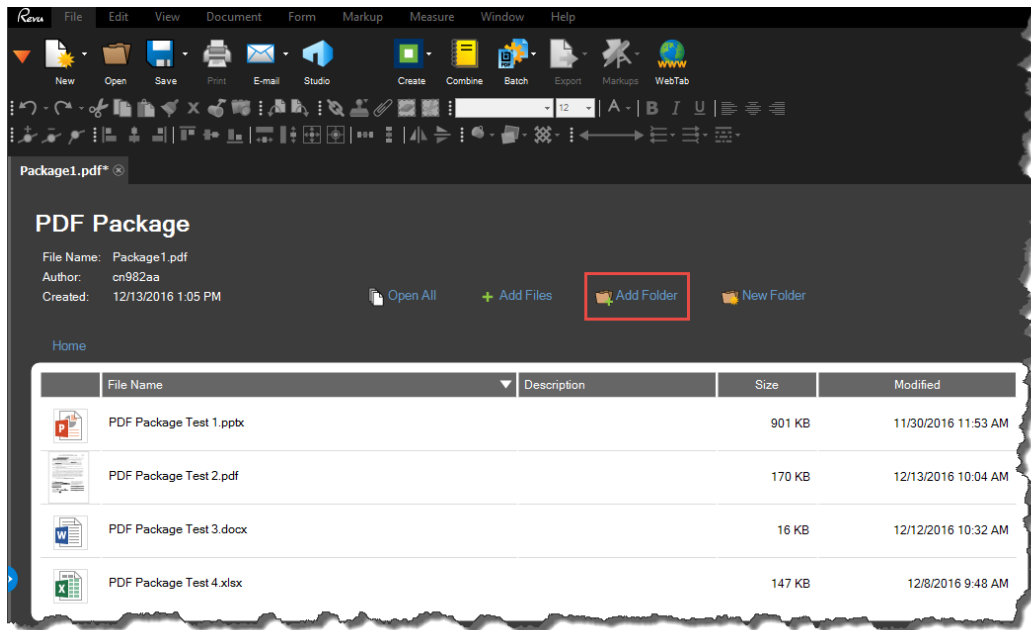 Revu File Edit View Document Form Markup Measure Window Help
New Open Save Print E-mail Studio Create Combine Batch Export Markups WWW WebTab
12 A B I U
Package1.pdf*
PDF Package
File Name: Package1.pdf
Author: cn982aa
Created: 12/13/2016 1:05 PM
Open All Add Files Add Folder New Folder
Home
File Name Description Size Modified
PDF Package Test 1.pptx 901 KB 11/30/2016 11:53 AM
PDF Package Test 2.pdf 170 KB 12/13/2016 10:04 AM
PDF Package Test 3.docx 16 KB 12/12/2016 10:32 AM
PDF Package Test 4.xlsx 147 KB 12/8/2016 9:48 AM